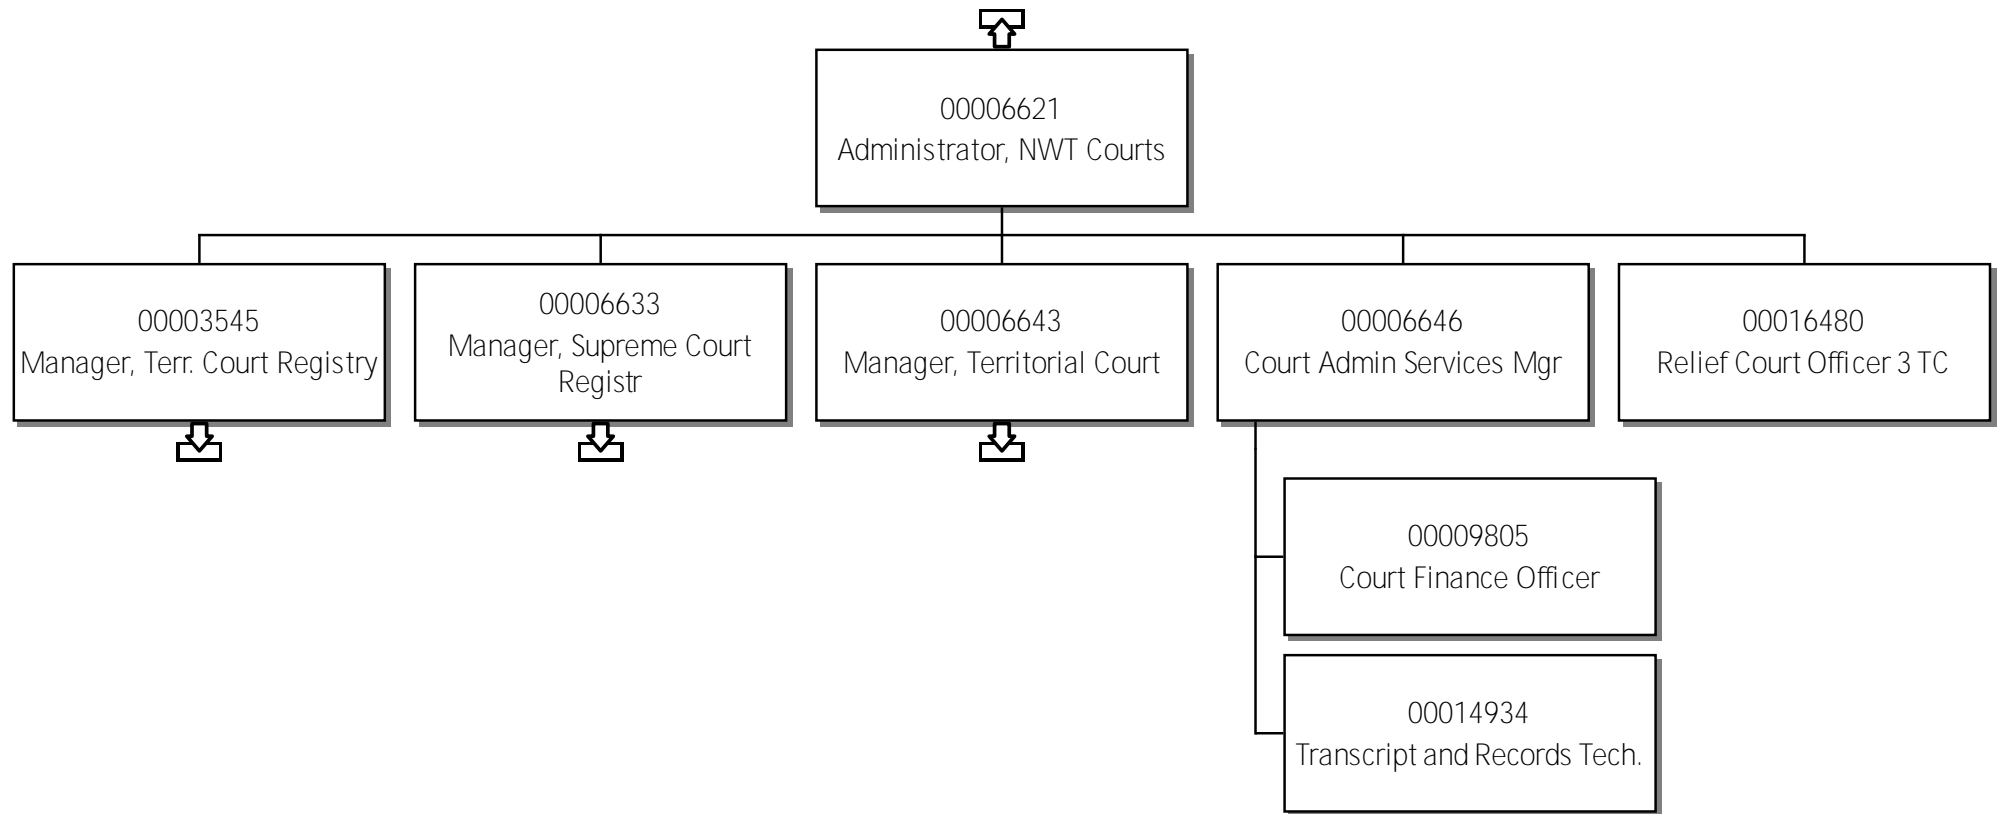 00006621
Administrator, NWT Courts
00003545
Manager, Terr. Court Registry
00006633
Manager, Supreme Court
Registr
00006643
Manager, Territorial Court
00006646
Court Admin Services Mgr
00016480
Relief Court Officer 3 TC
00009805
Court Finance Officer
00014934
Transcript and Records Tech.